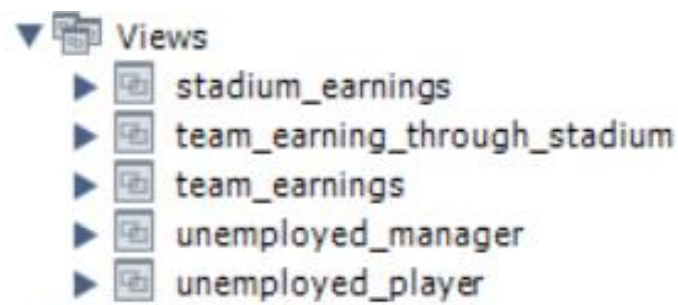 Views
stadium_earnings
team_earning_through_stadium
team_earnings
unemployed_manager
unemployed_player